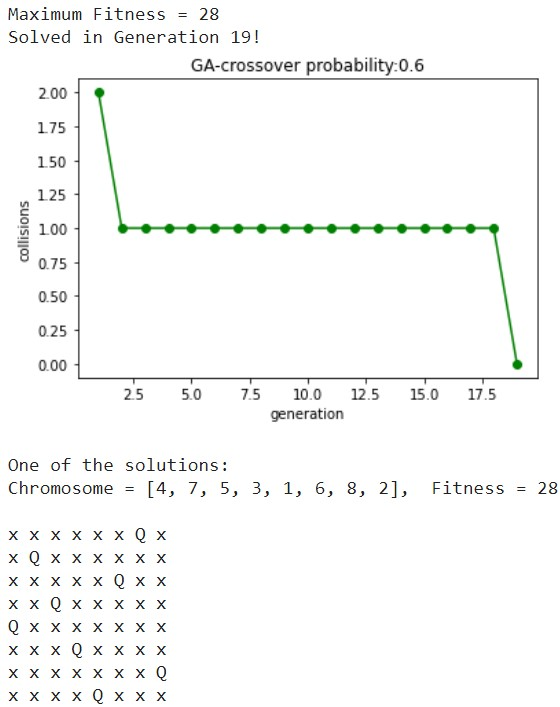 Maximum Fitness = 28
Solved in Generation 19!
GA-crossover probability:0.6
2.00
1.75
1.50
1.25
1.00
0.75
0.50
0.25
0.00
collisions
2.5 5.0 7.5 10.0 12.5 15.0 17.5
generation
One of the solutions:
Chromosome = [4, 7, 5, 3, 1, 6, 8, 2],  Fitness = 28
x x x x x x Q x
x Q x x x x x x
x x x x x Q x x
x x Q x x x x x
Q x x x x x x x
x x x Q x x x x
x x x x x x x Q
x x x x Q x x x